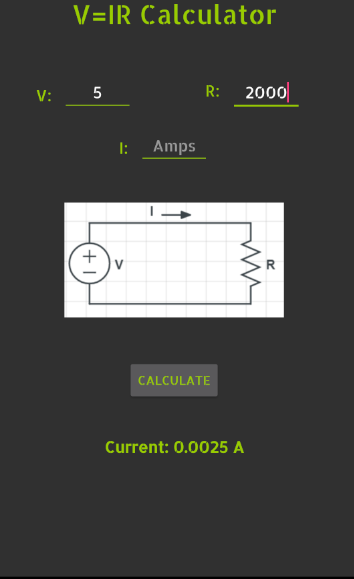 V=IR Calculator
V: 5 R: 2000
I: Amps
I
+
−
V R
CALCULATE
Current: 0.0025 A